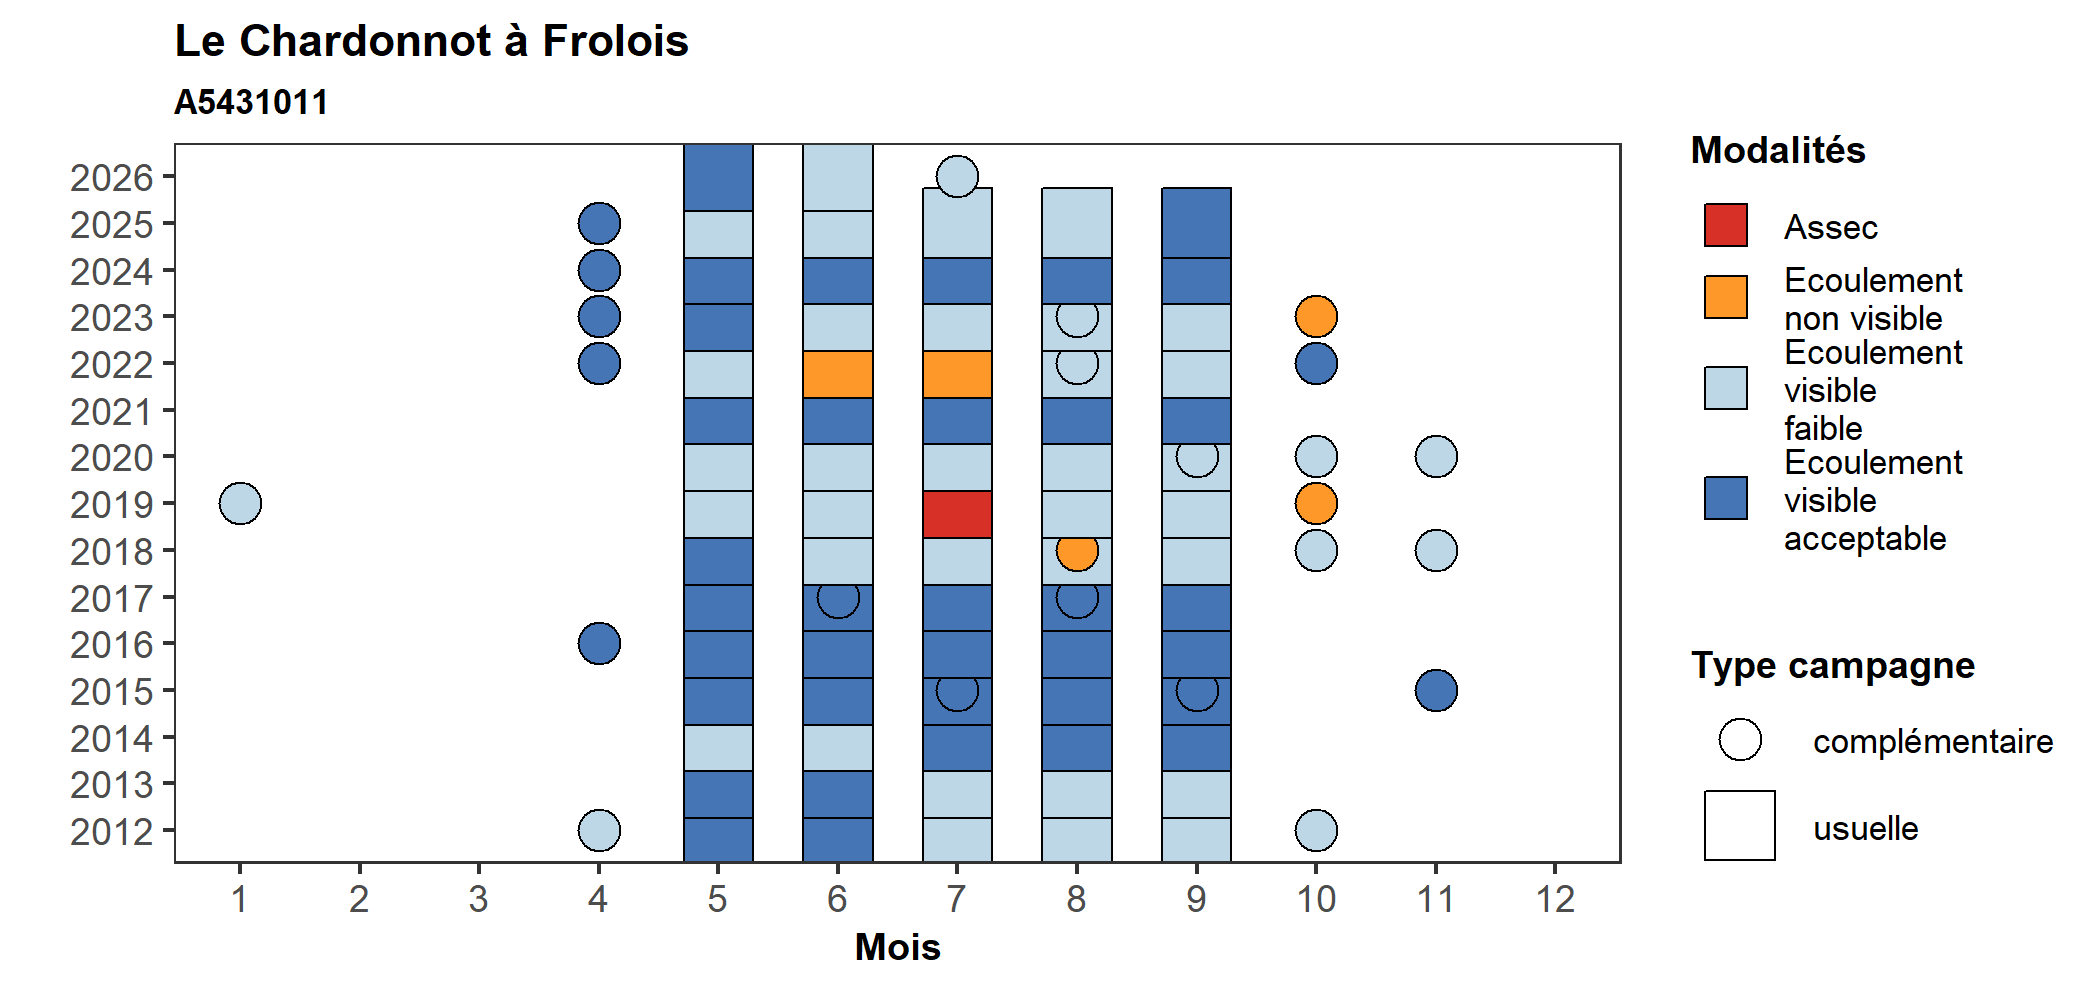 Le Chardonnot à Frolois
A5431011
2026
2025
2024
2023
2022
2021
2020
2019
2018
2017
2016
2015
2014
2013
2012
1 2 3 4 5 6 7 8 9 10 11 12
Mois
Modalités
Assec
Ecoulement
non visible
Ecoulement
visible
faible
Ecoulement
visible
acceptable
Type campagne
complémentaire
usuelle